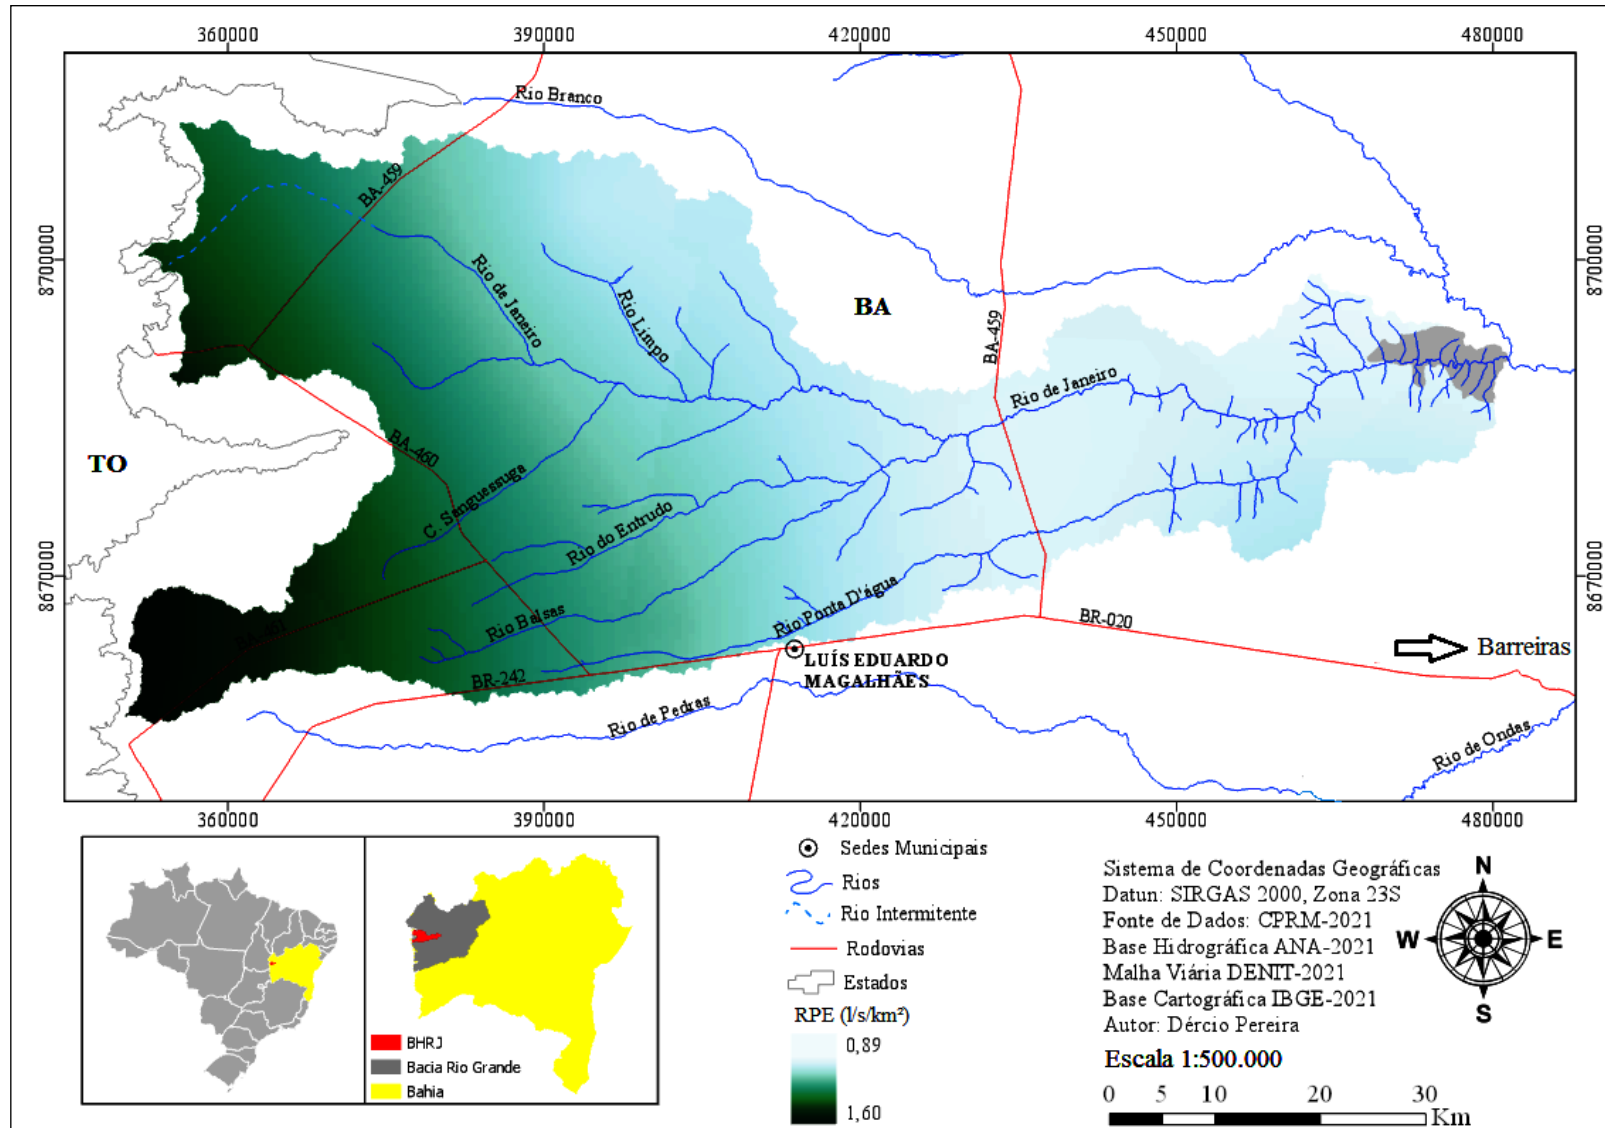 360000
390000
420000
450000
480000
Rio Branco
BA-459
8700000
8700000
Rio de Janeiro
Rio Limpo
BA
BA-459
Rio de Janeiro
TO
BA-460
C. Sanguessuga
Rio do Entrudo
8670000
8670000
Rio Balsas
Rio Ponta D'água
BA-461
BR-020
Barreiras
LUÍS EDUARDO
MAGALHÃES
BR-242
Rio de Pedras
Rio de Ondas
360000
390000
420000
450000
480000
BHRJ
Bacia Rio Grande
Bahia
Sedes Municipais
Rios
Rio Intermitente
Rodovias
Estados
RPE (l/s/km²)
0,89
1,60
Sistema de Coordenadas Geográficas
Datun: SIRGAS 2000, Zona 23S
Fonte de Dados: CPRM-2021
Base Hidrográfica ANA-2021
Malha Viária DENIT-2021
Base Cartográfica IBGE-2021
Autor: Dércio Pereira
Escala 1:500.000
0 5 10 20 30
Km
N
W
E
S